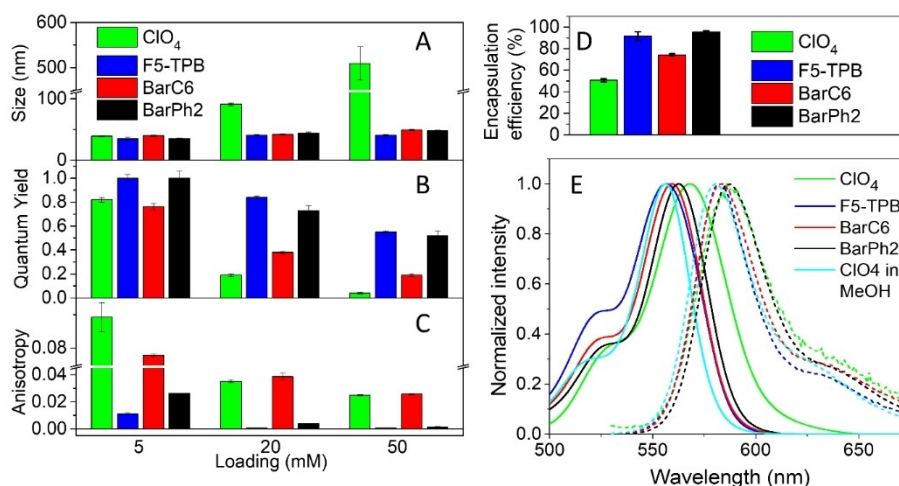 A
600
500
100
0
Size (nm)
ClO₄
F5-TPB
BarC6
BarPh2
B
1.0
0.8
0.6
0.4
0.2
0.0
Quantum Yield
C
0.08
0.04
0.02
0.00
Anisotropy
5 20 50
Loading (mM)
D
100
80
60
40
20
0
Encapsulation
efficiency (%)
ClO₄
F5-TPB
BarC6
BarPh2
E
1.0
0.8
0.6
0.4
0.2
0.0
Normalized intensity
ClO₄
F5-TPB
BarC6
BarPh2
ClO4 in
MeOH
500 550 600 650
Wavelength (nm)